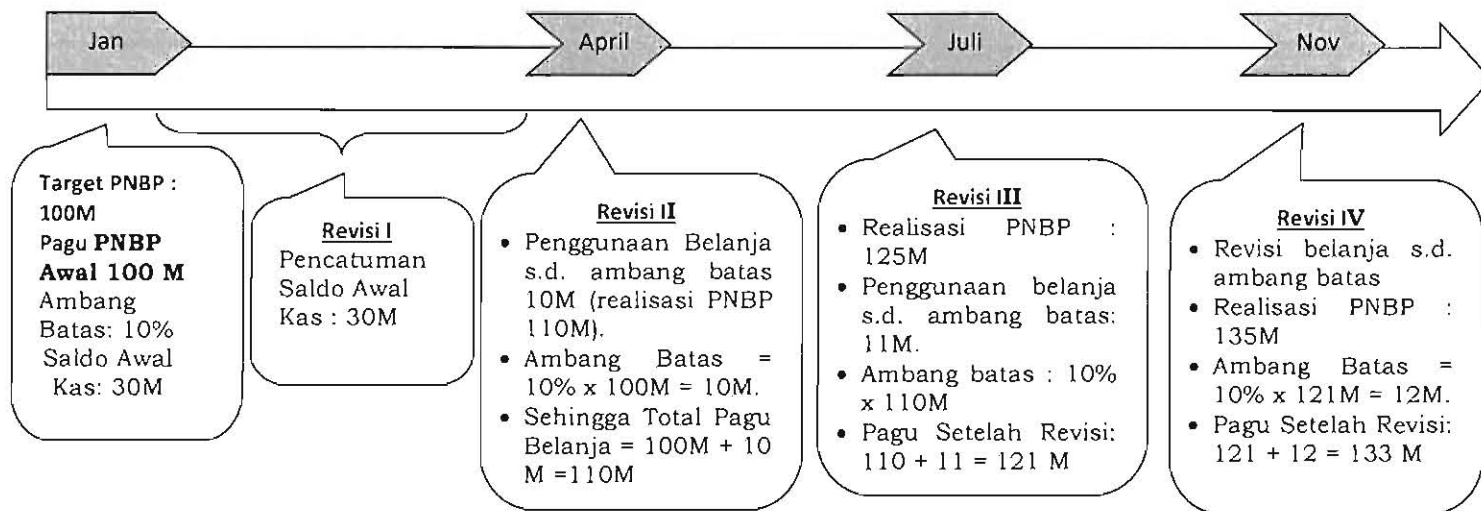 Jan
April
Juli
Nov
Target PNBP :
100M
Pagu PNBP
Awal 100 M
Ambang
Batas: 10%
Saldo Awal
Kas: 30M
Revisi I
Pencatuman
Saldo Awal
Kas : 30M
Revisi II
• Penggunaan Belanja
s.d. ambang batas
10M (realisasi PNBP
110M).
• Ambang Batas =
10% x 100M = 10M.
• Sehingga Total Pagu
Belanja = 100M + 10
M =110M
Revisi III
• Realisasi PNBP :
125M
• Penggunaan belanja
s.d. ambang batas:
11M.
• Ambang batas : 10%
x 110M
• Pagu Setelah Revisi:
110 + 11 = 121 M
Revisi IV
• Revisi belanja s.d.
ambang batas
• Realisasi PNBP :
135M
• Ambang Batas =
10% x 121M = 12M.
• Pagu Setelah Revisi:
121 + 12 = 133 M